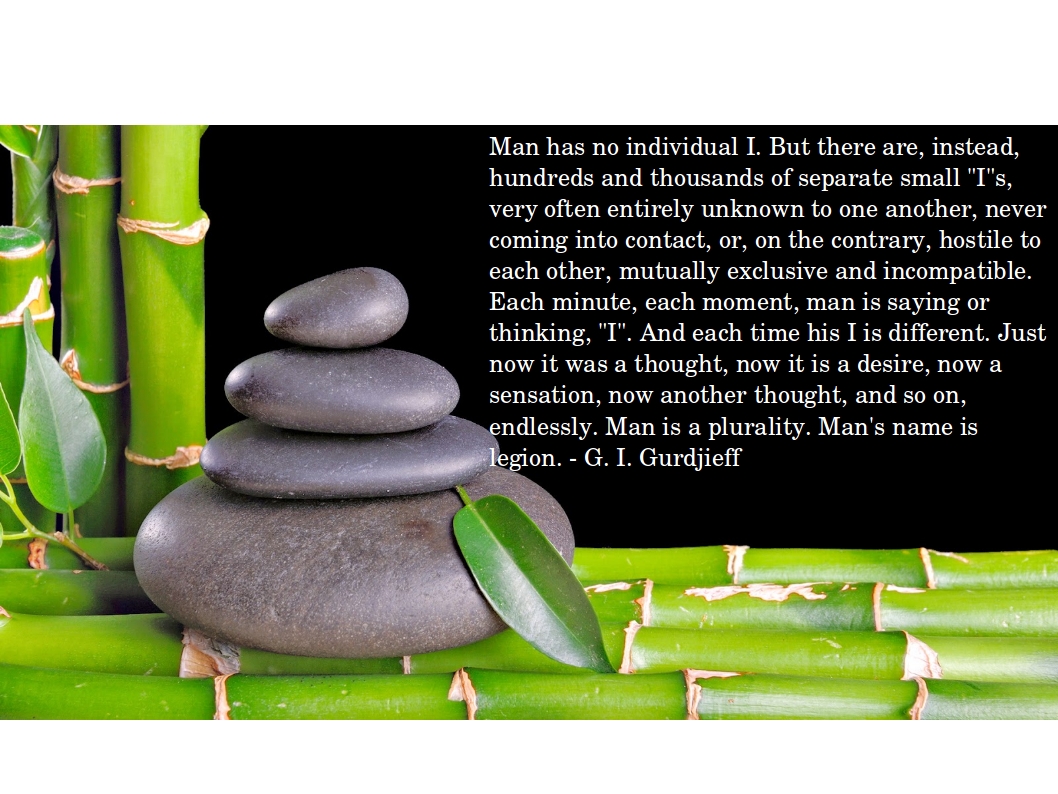 Man has no individual I. But there are, instead,
hundreds and thousands of separate small "I"s,
very often entirely unknown to one another, never
coming into contact, or, on the contrary, hostile to
each other, mutually exclusive and incompatible.
Each minute, each moment, man is saying or
thinking, "I". And each time his I is different. Just
now it was a thought, now it is a desire, now a
sensation, now another thought, and so on,
endlessly. Man is a plurality. Man's name is
legion. - G. I. Gurdjieff